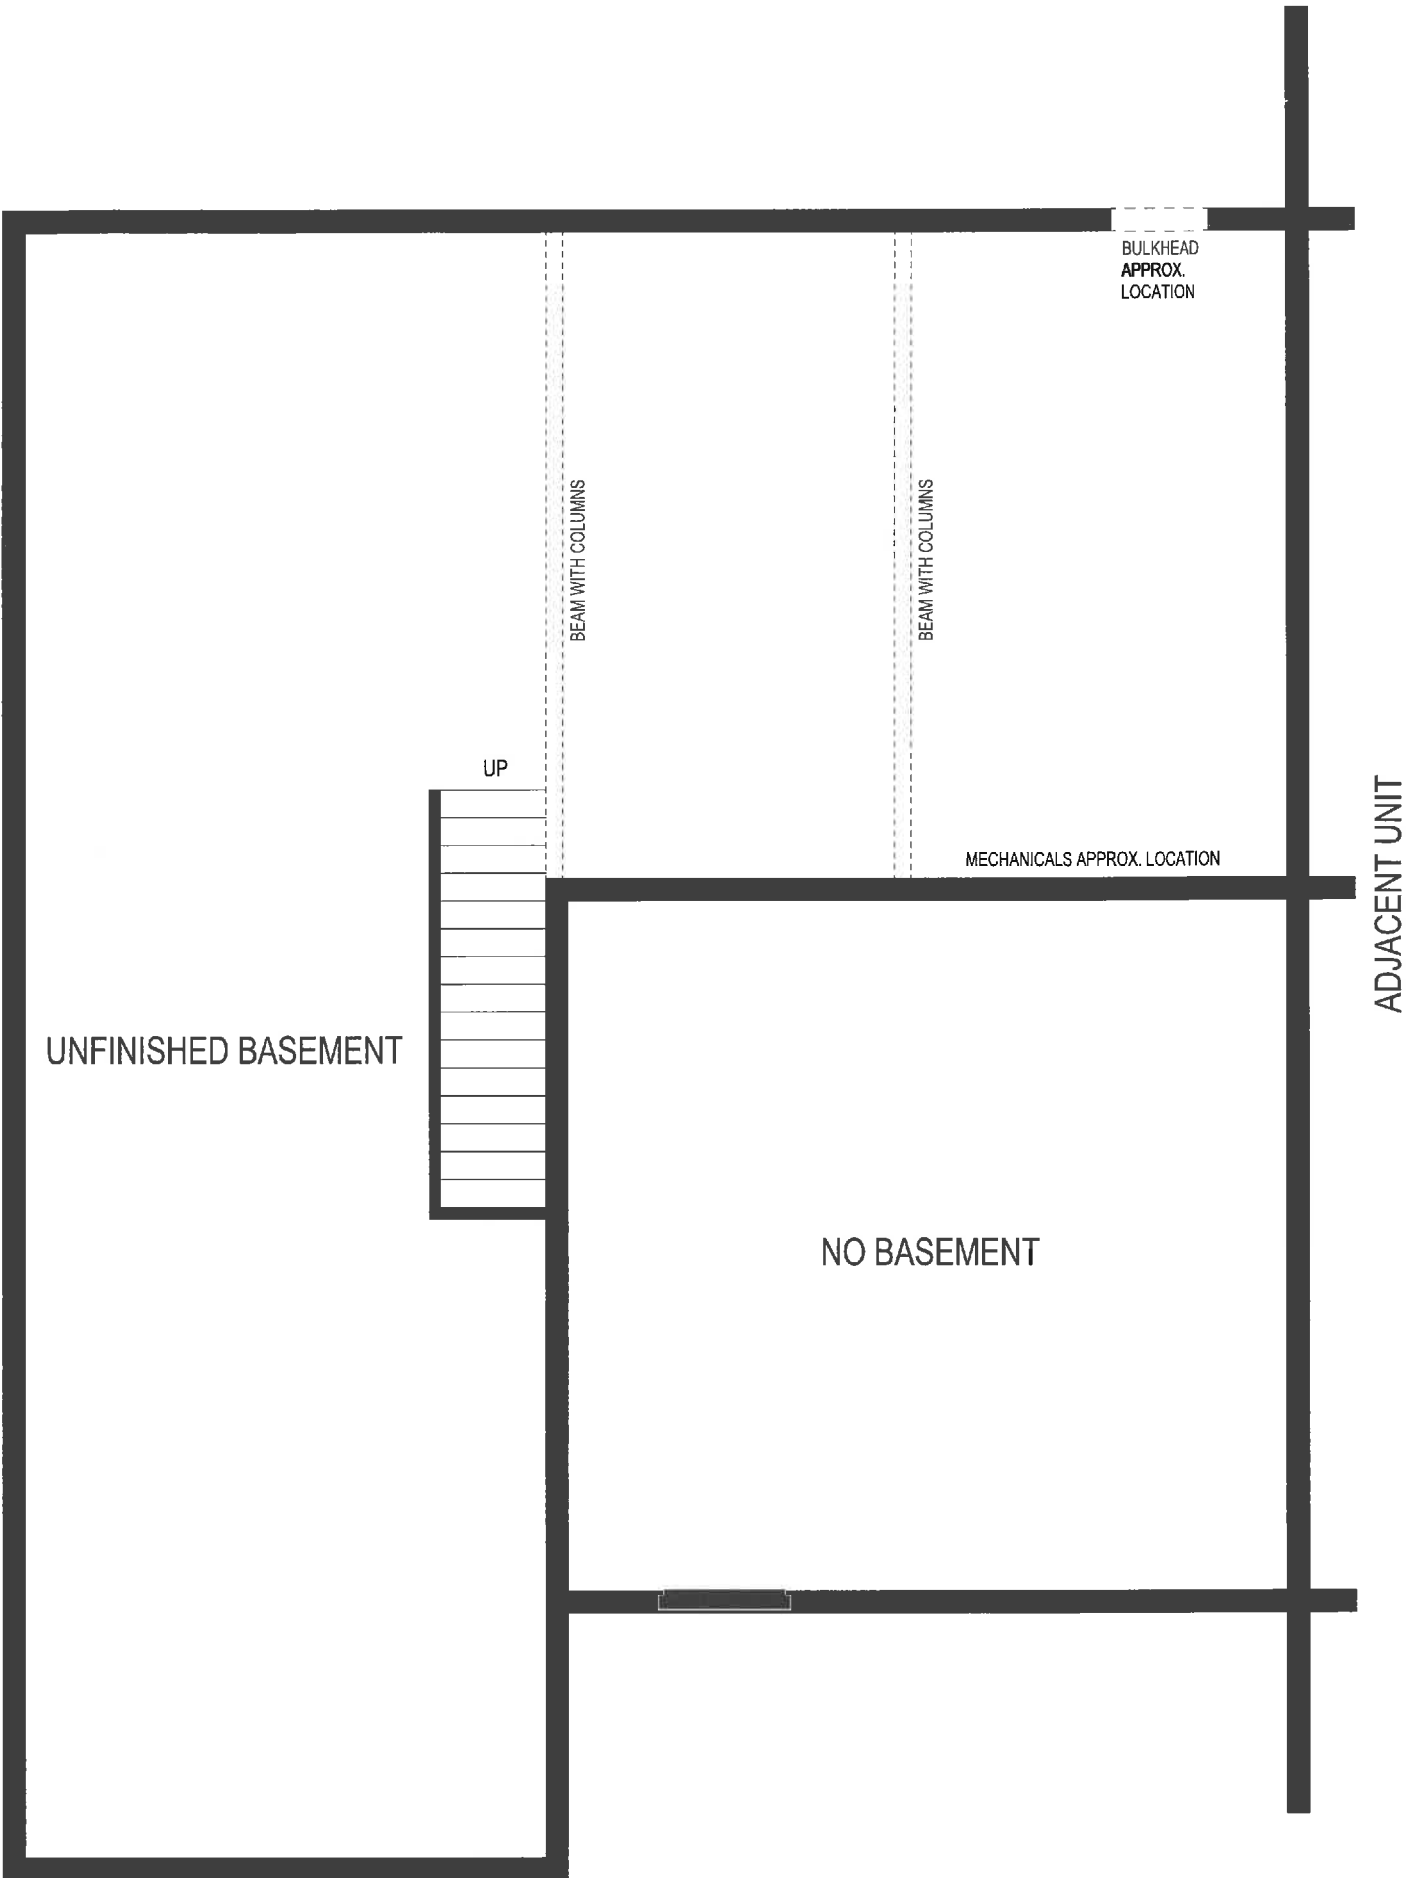 BULKHEAD
APPROX.
LOCATION
BEAM WITH COLUMNS
BEAM WITH COLUMNS
UP
MECHANICALS APPROX. LOCATION
ADJACENT UNIT
UNFINISHED BASEMENT
NO BASEMENT